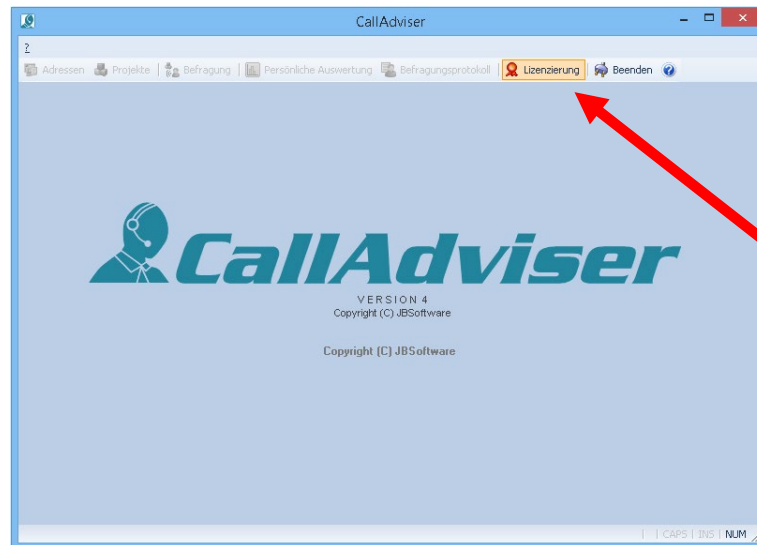 CallAdviser
?
Adressen Projekte Befragung Persönliche Auswertung Befragungsprotokoll Lizenzierung Beenden ?
CallAdviser
VERSION 4
Copyright (C) JBSoftware
Copyright (C) JBSoftware
CAPS INS NUM